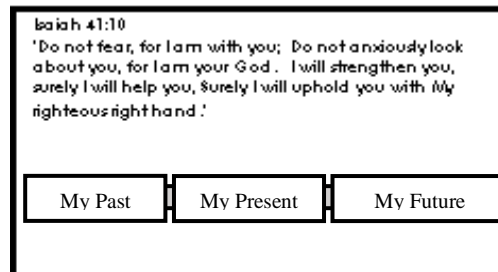 Isaiah 41:10
'Do not fear, for I am with you; Do not anxiously look
about you, for I am your God. I will strengthen you,
surely I will help you, Surely I will uphold you with My
righteous right hand.'
My Past My Present My Future